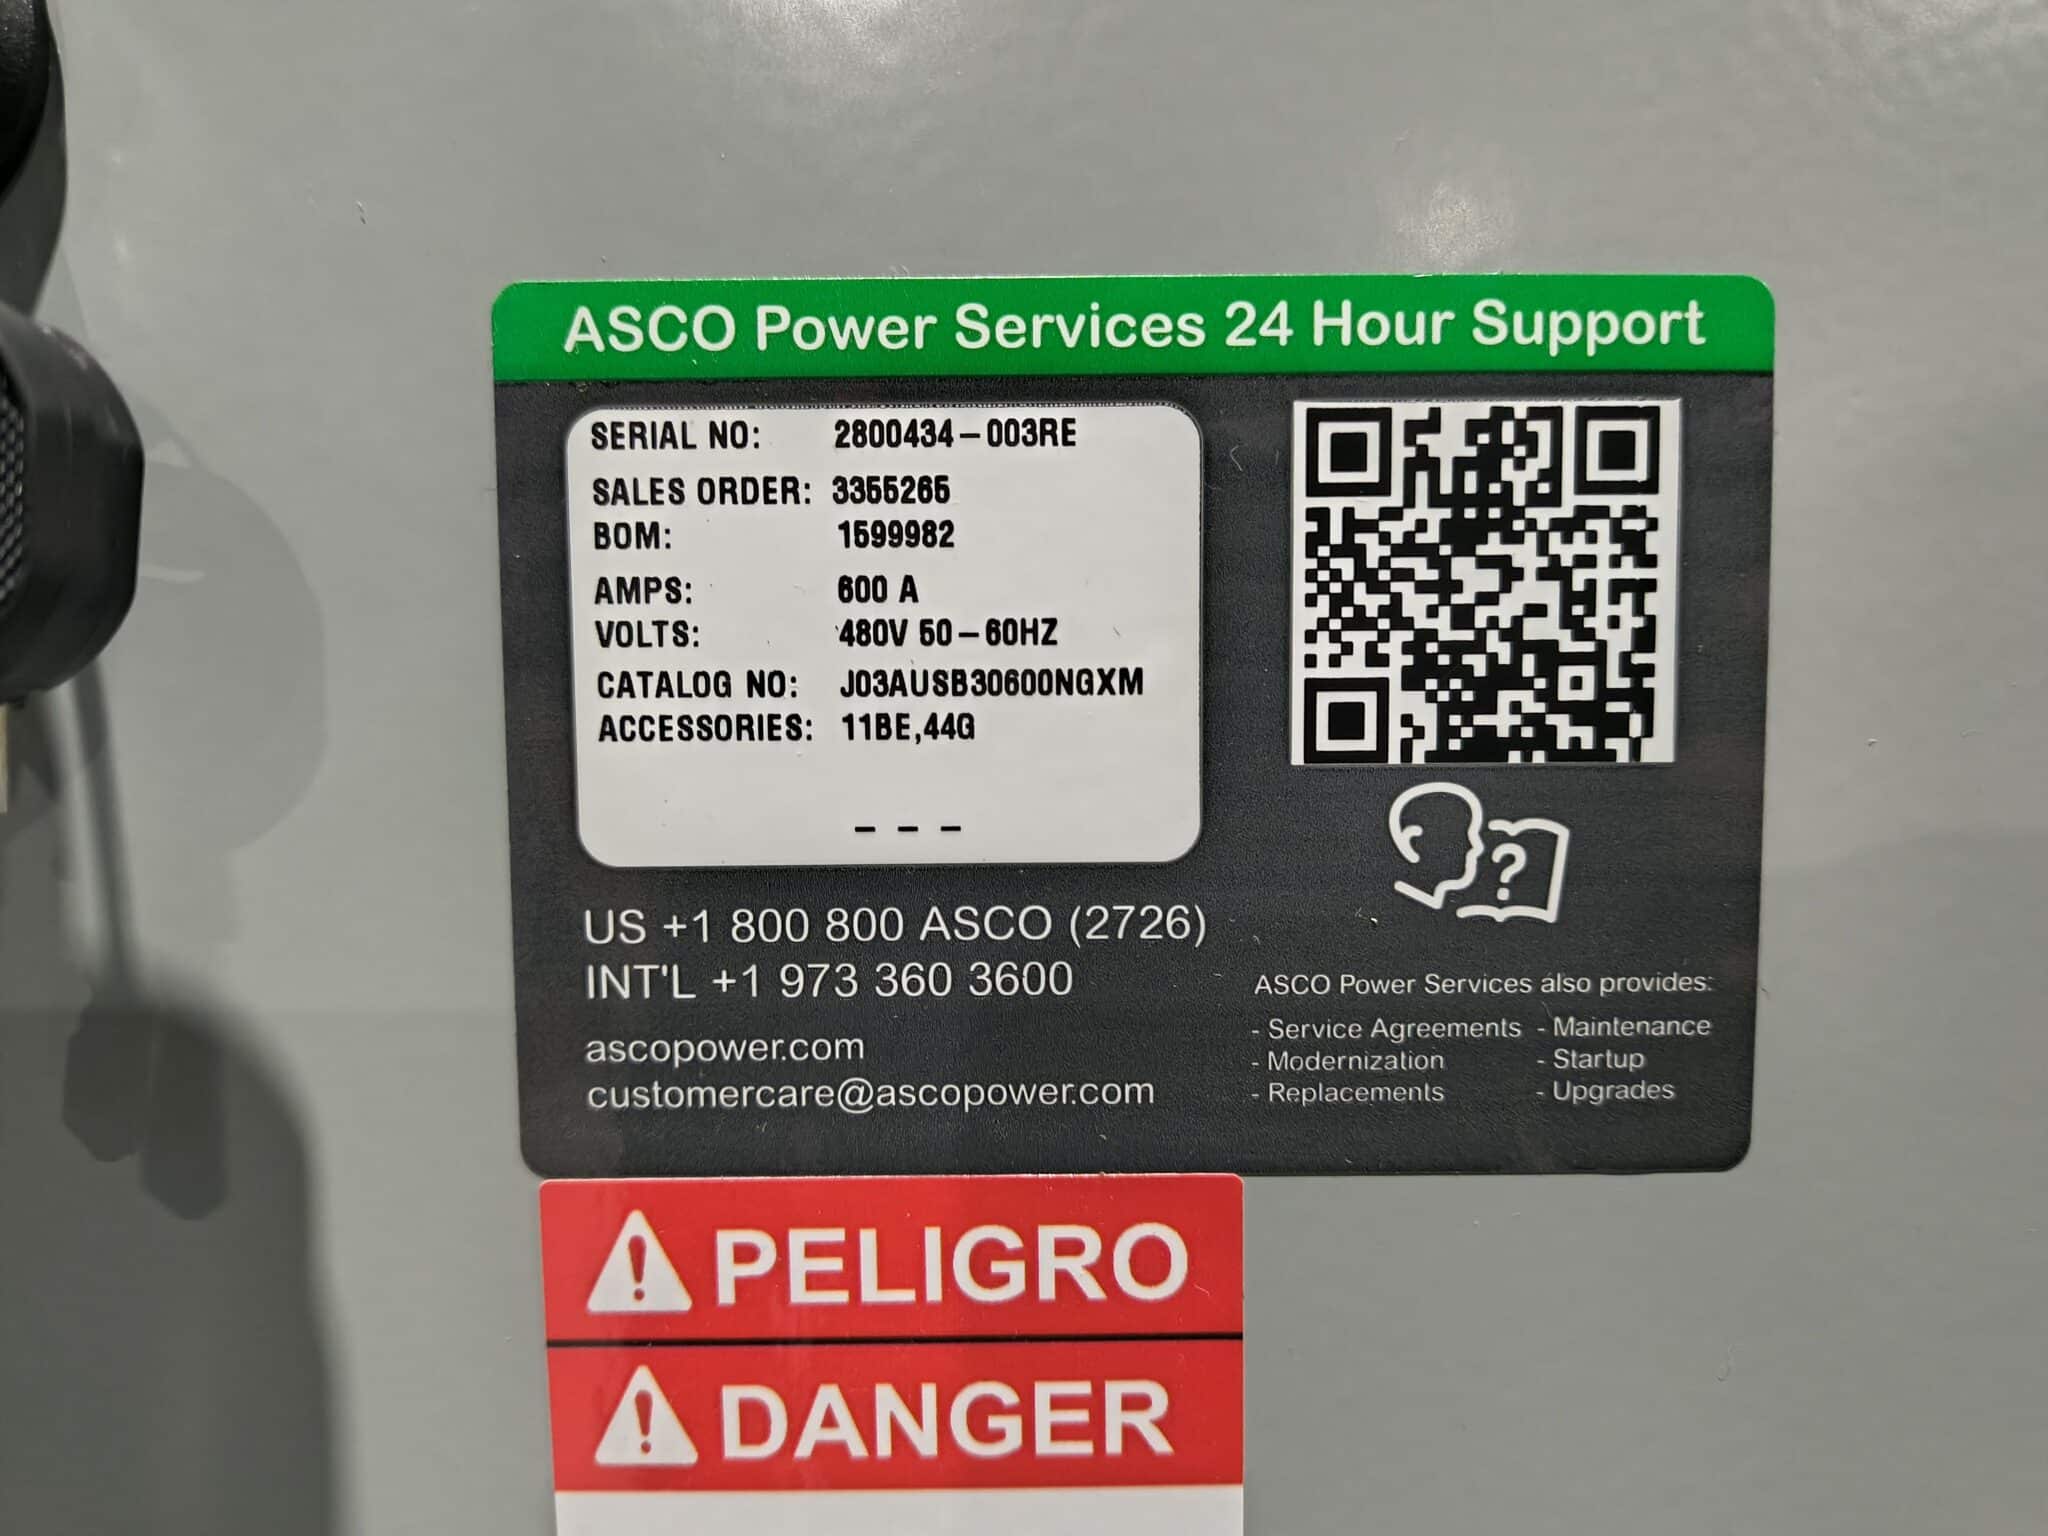 ASCO Power Services 24 Hour Support
SERIAL NO: 2800434-003RE
SALES ORDER: 3355265
BOM: 1599982
AMPS: 600 A
VOLTS: 480V 50-60HZ
CATALOG NO: J03AUSB30600NGXM
ACCESSORIES: 11BE,44G
- - -
US +1 800 800 ASCO (2726)
INT'L +1 973 360 3600
ascopower.com
customercare@ascopower.com
?
ASCO Power Services also provides:
- Service Agreements - Maintenance
- Modernization - Startup
- Replacements - Upgrades
PELIGRO
DANGER